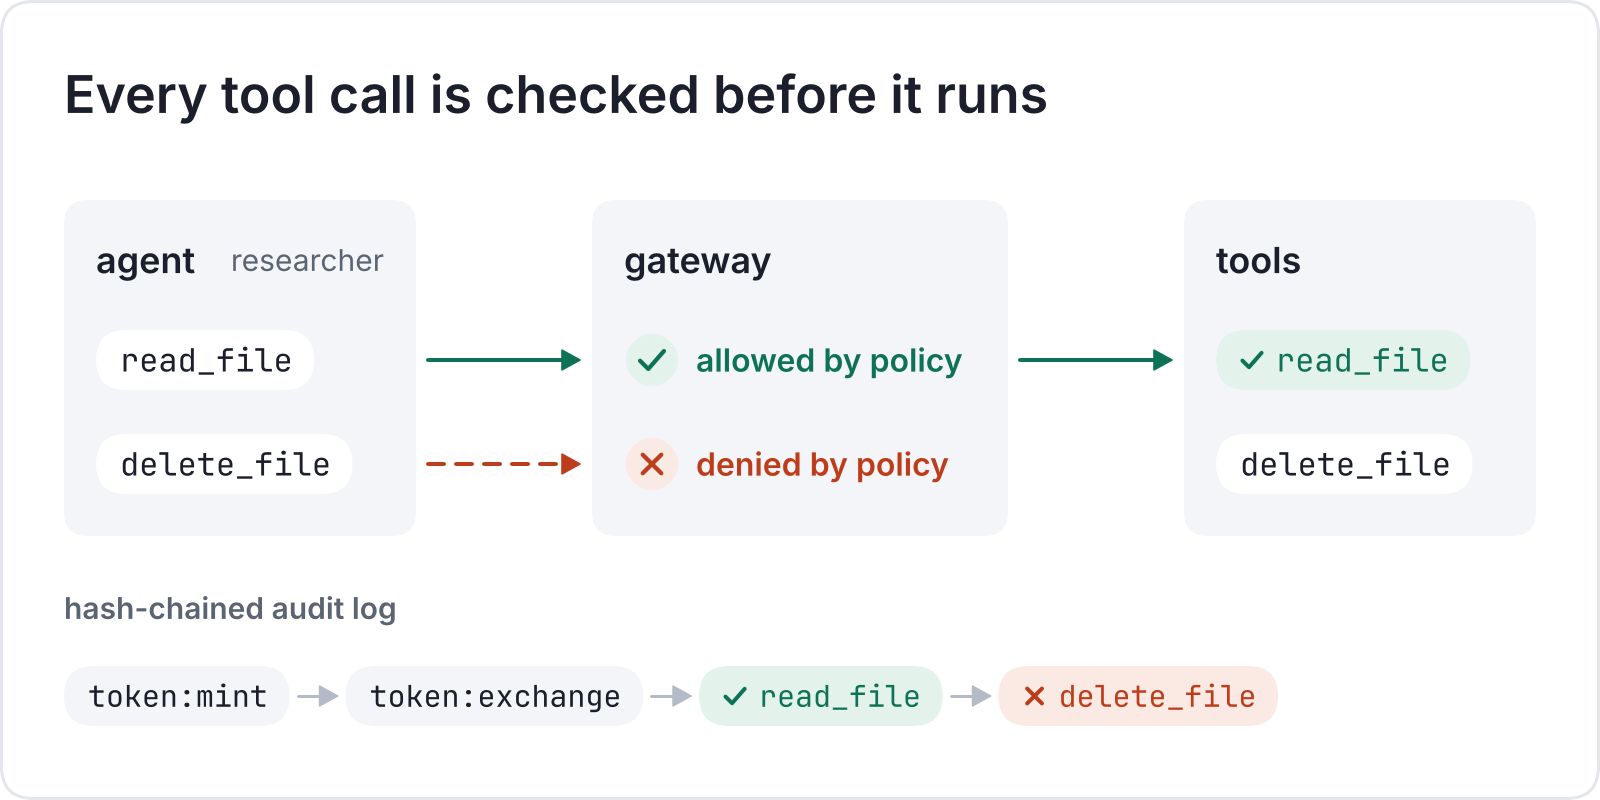 Every tool call is checked before it runs
agent researcher
gateway
tools
read_file
allowed by policy
read_file
delete_file
denied by policy
delete_file
hash-chained audit log
token:mint token:exchange read_file delete_file